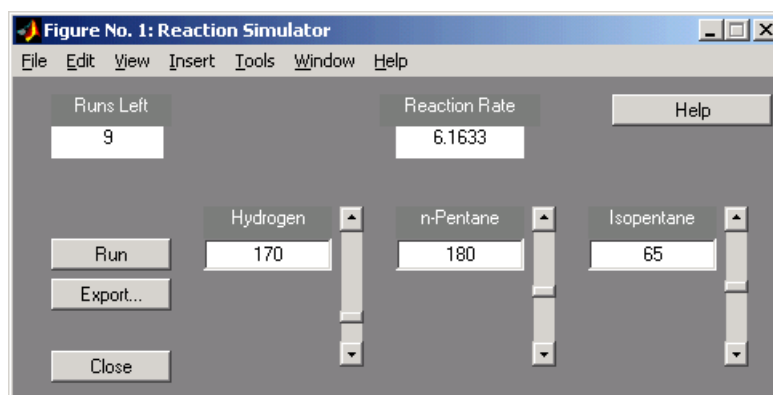 Figure No. 1: Reaction Simulator
File Edit View Insert Tools Window Help
Runs Left
9
Reaction Rate
6.1633
Help
Hydrogen
170
n-Pentane
180
Isopentane
65
Run
Export...
Close